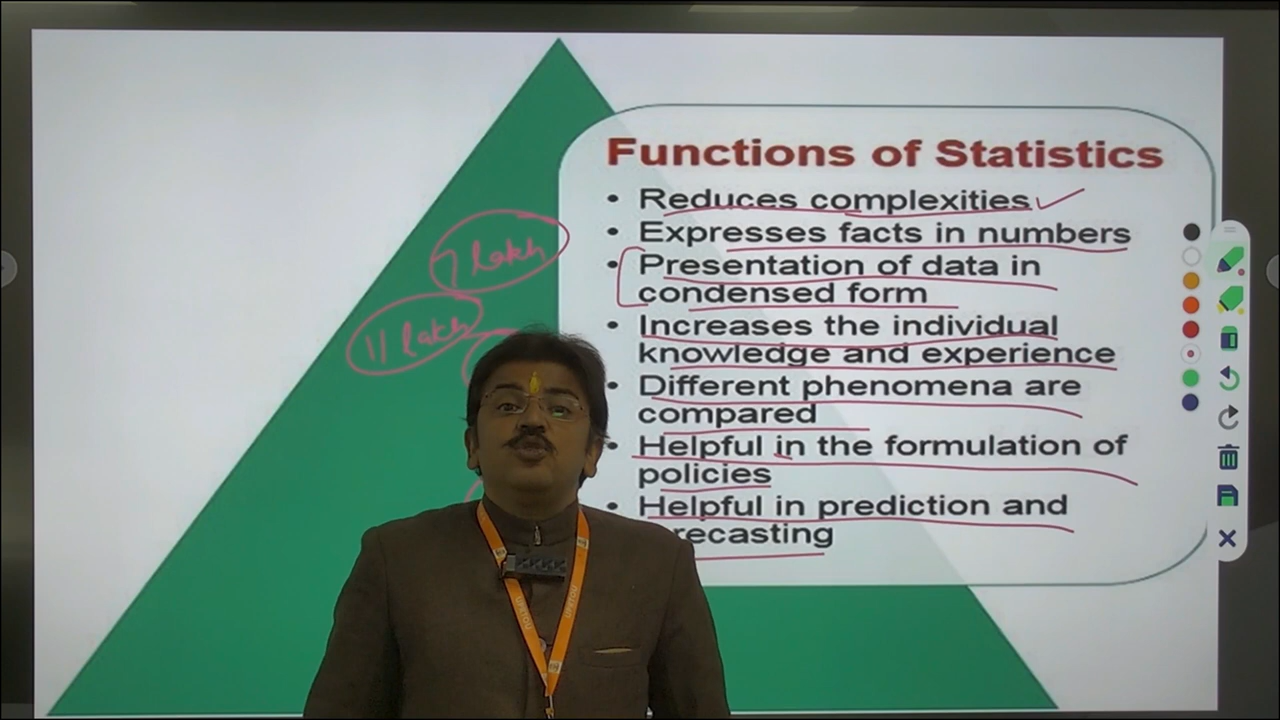 Functions of Statistics
• Reduces complexities
• Expresses facts in numbers
• Presentation of data in
condensed form
• Increases the individual
knowledge and experience
• Different phenomena are
compared
• Helpful in the formulation of
policies
• Helpful in prediction and
recasting
7 lakh
11 lakh